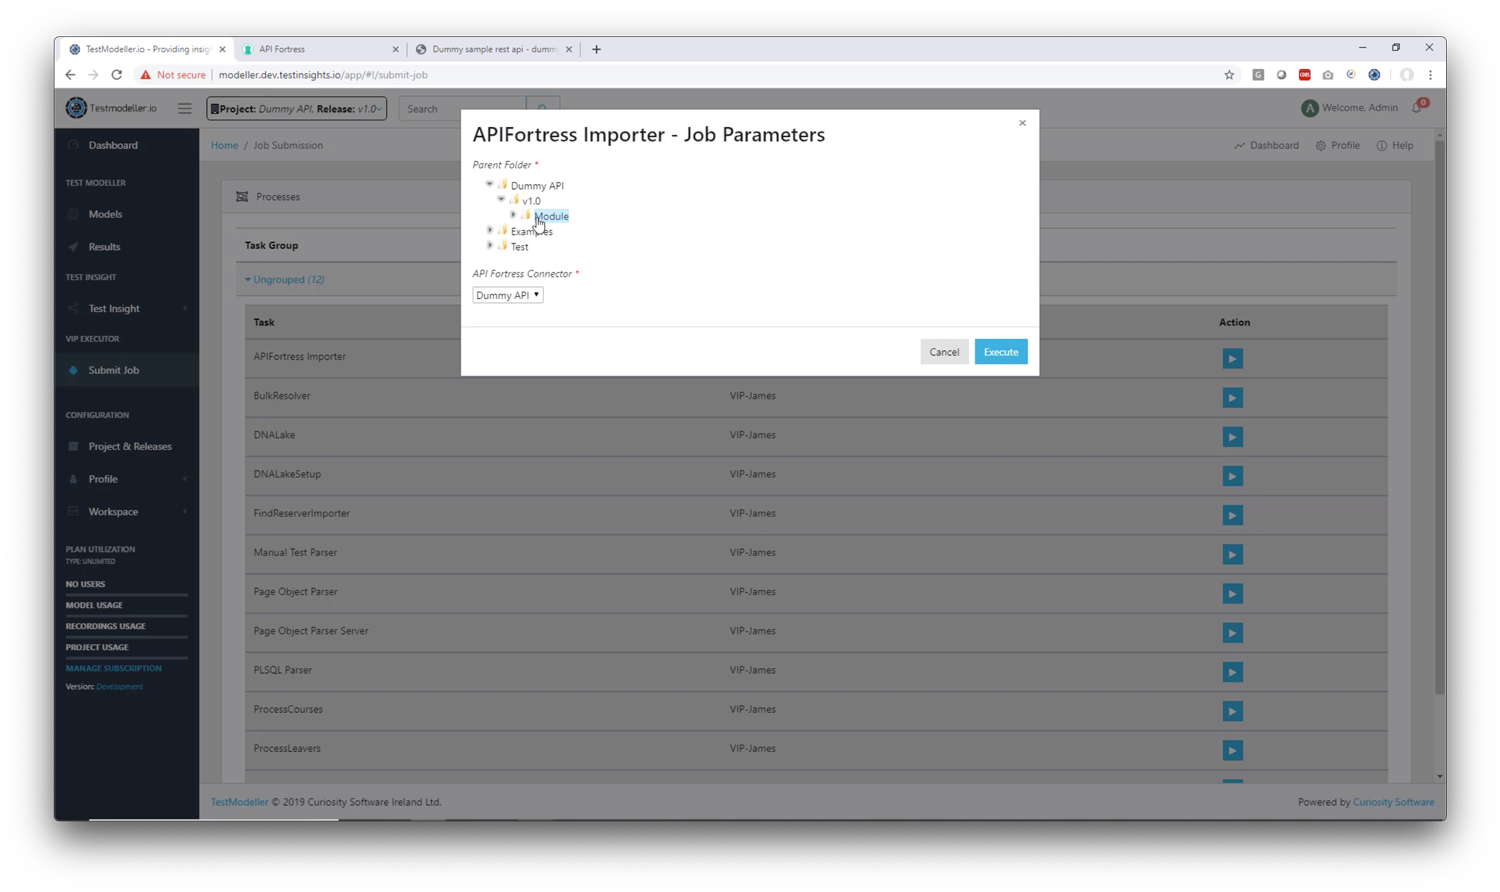 TestModeller.io - Providing insig
API Fortress
Dummy sample rest api - dumm
Not secure
modeller.dev.testinsights.io/app/#!/submit-job
Testmodeller.io
Project: Dummy API, Release: v1.0
Search
Welcome, Admin
0
Home / Job Submission
Dashboard
Profile
Help
Dashboard
TEST MODELLER
Models
Results
TEST INSIGHT
Test Insight
VIP EXECUTOR
Submit Job
CONFIGURATION
Project & Releases
Profile
Workspace
PLAN UTILIZATION
TYPE: UNLIMITED
NO USERS
MODEL USAGE
RECORDINGS USAGE
PROJECT USAGE
MANAGE SUBSCRIPTION
Version: Development
APIFortress Importer - Job Parameters
Parent Folder *
Dummy API
v1.0
Module
Examples
Test
API Fortress Connector *
Dummy API
Cancel
Execute
Processes
Task Group
Ungrouped (12)
Task
Action
APIFortress Importer
BulkResolver
VIP-James
DNALake
VIP-James
DNALakeSetup
VIP-James
FindReserverImporter
VIP-James
Manual Test Parser
VIP-James
Page Object Parser
VIP-James
Page Object Parser Server
VIP-James
PLSQL Parser
VIP-James
ProcessCourses
VIP-James
ProcessLeavers
VIP-James
TestModeller © 2019 Curiosity Software Ireland Ltd.
Powered by Curiosity Software